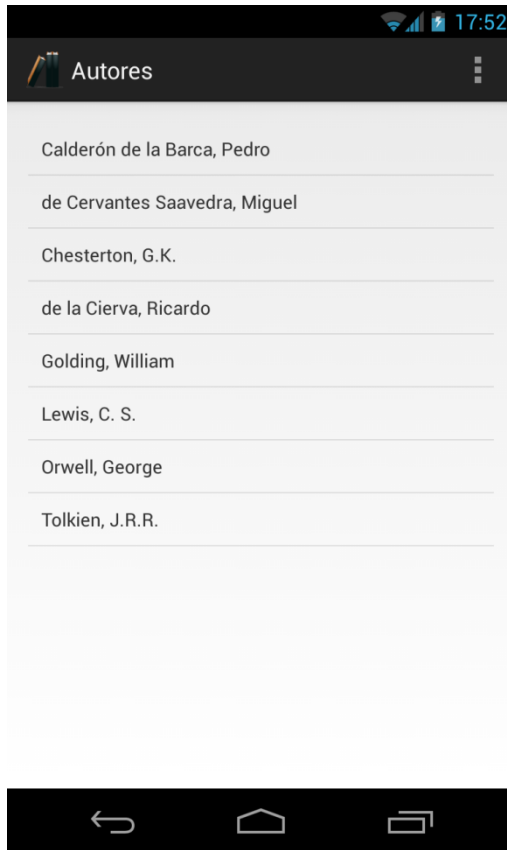 17:52
Autores
Calderón de la Barca, Pedro
de Cervantes Saavedra, Miguel
Chesterton, G.K.
de la Cierva, Ricardo
Golding, William
Lewis, C. S.
Orwell, George
Tolkien, J.R.R.